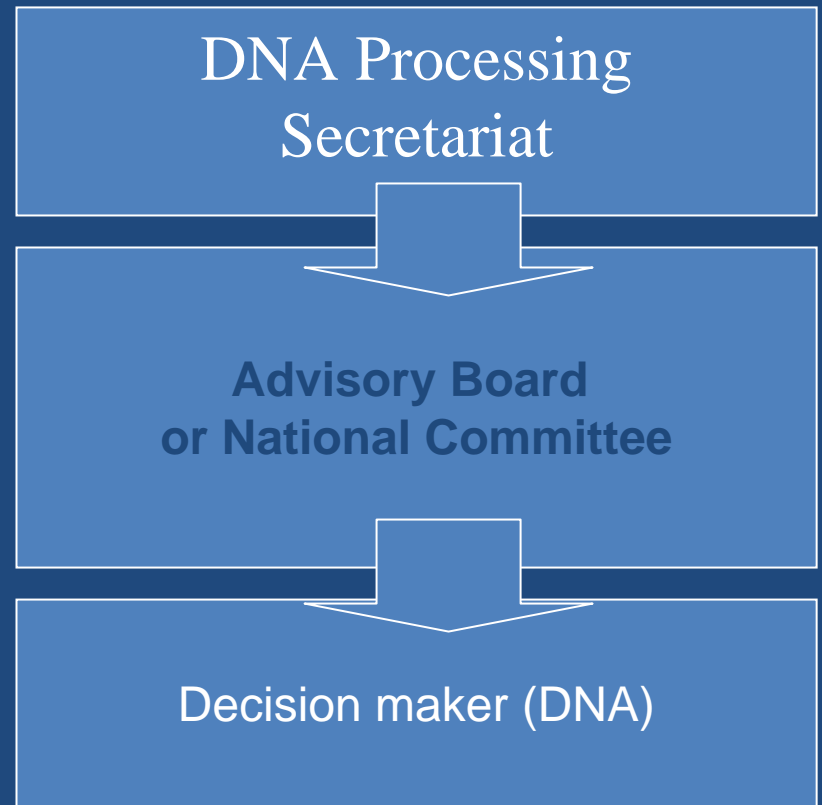 DNA Processing
Secretariat
Advisory Board
or National Committee
Decision maker (DNA)